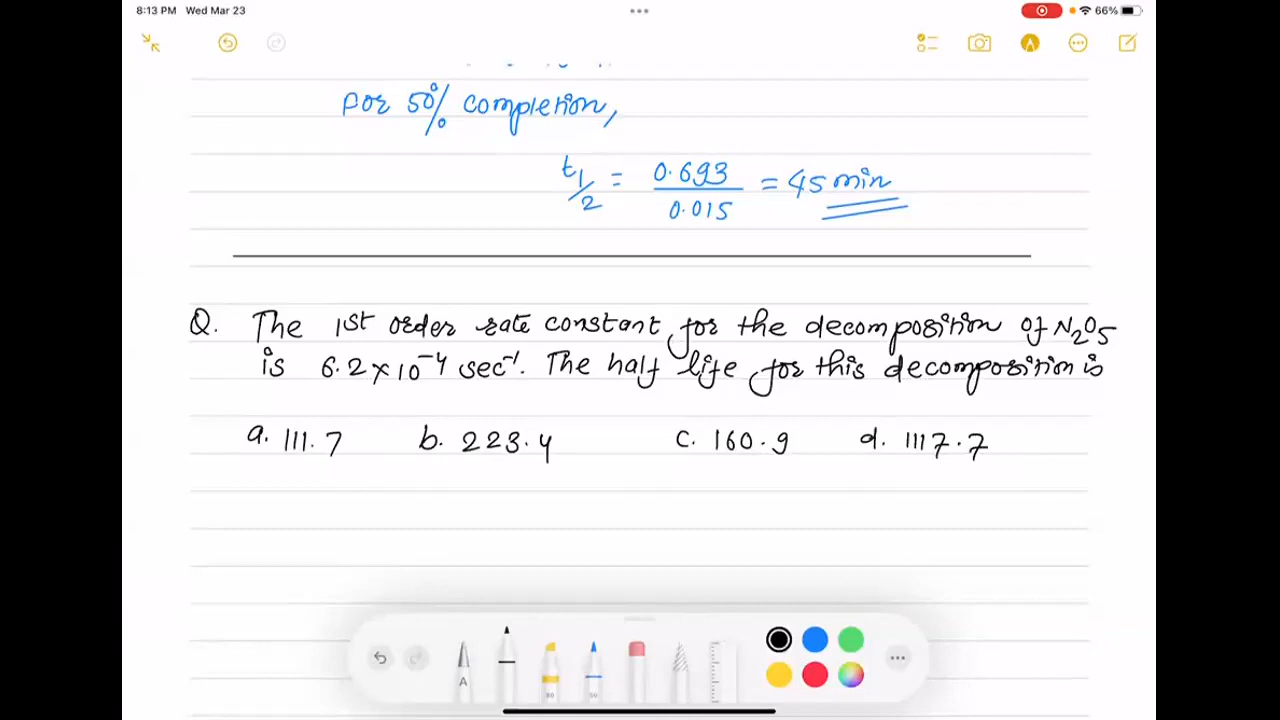 8:13 PM Wed Mar 23
66%
For 50% completion,
t1/2 = 0.693/0.015 = 45 min
Q. The 1st order rate constant for the decomposition of N2O5
is 6.2 × 10⁻⁴ sec⁻¹. The half life for this decomposition is
a. 111.7 b. 223.4 c. 160.9 d. 1117.7
A
80
50